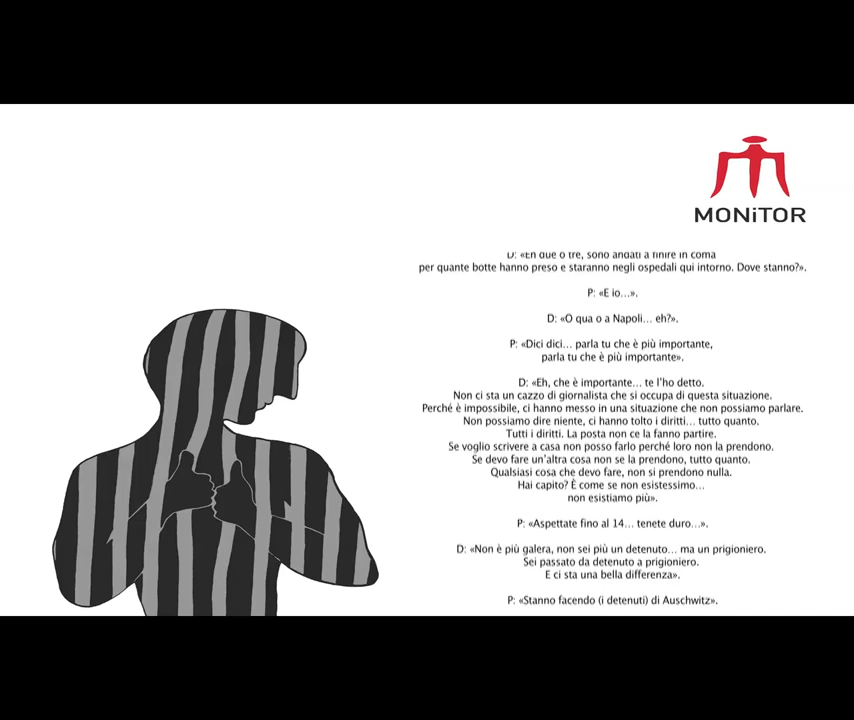 MONiTOR
D: «Eh due o tre, sono andati a finire in coma
per quante botte hanno preso e staranno negli ospedali qui intorno. Dove stanno?».
P: «E io...».
D: «O qua o a Napoli... eh?».
P: «Dici dici... parla tu che è più importante,
parla tu che è più importante».
D: «Eh, che è importante... te l'ho detto.
Non ci sta un cazzo di giornalista che si occupa di questa situazione.
Perché è impossibile, ci hanno messo in una situazione che non possiamo parlare.
Non possiamo dire niente, ci hanno tolto i diritti... tutto quanto.
Tutti i diritti. La posta non ce la fanno partire.
Se voglio scrivere a casa non posso farlo perché loro non la prendono.
Se devo fare un'altra cosa non se la prendono, tutto quanto.
Qualsiasi cosa che devo fare, non si prendono nulla.
Hai capito? È come se non esistessimo...
non esistiamo più».
P: «Aspettate fino al 14... tenete duro...».
D: «Non è più galera, non sei più un detenuto... ma un prigioniero.
Sei passato da detenuto a prigioniero.
E ci sta una bella differenza».
P: «Stanno facendo (i detenuti) di Auschwitz».